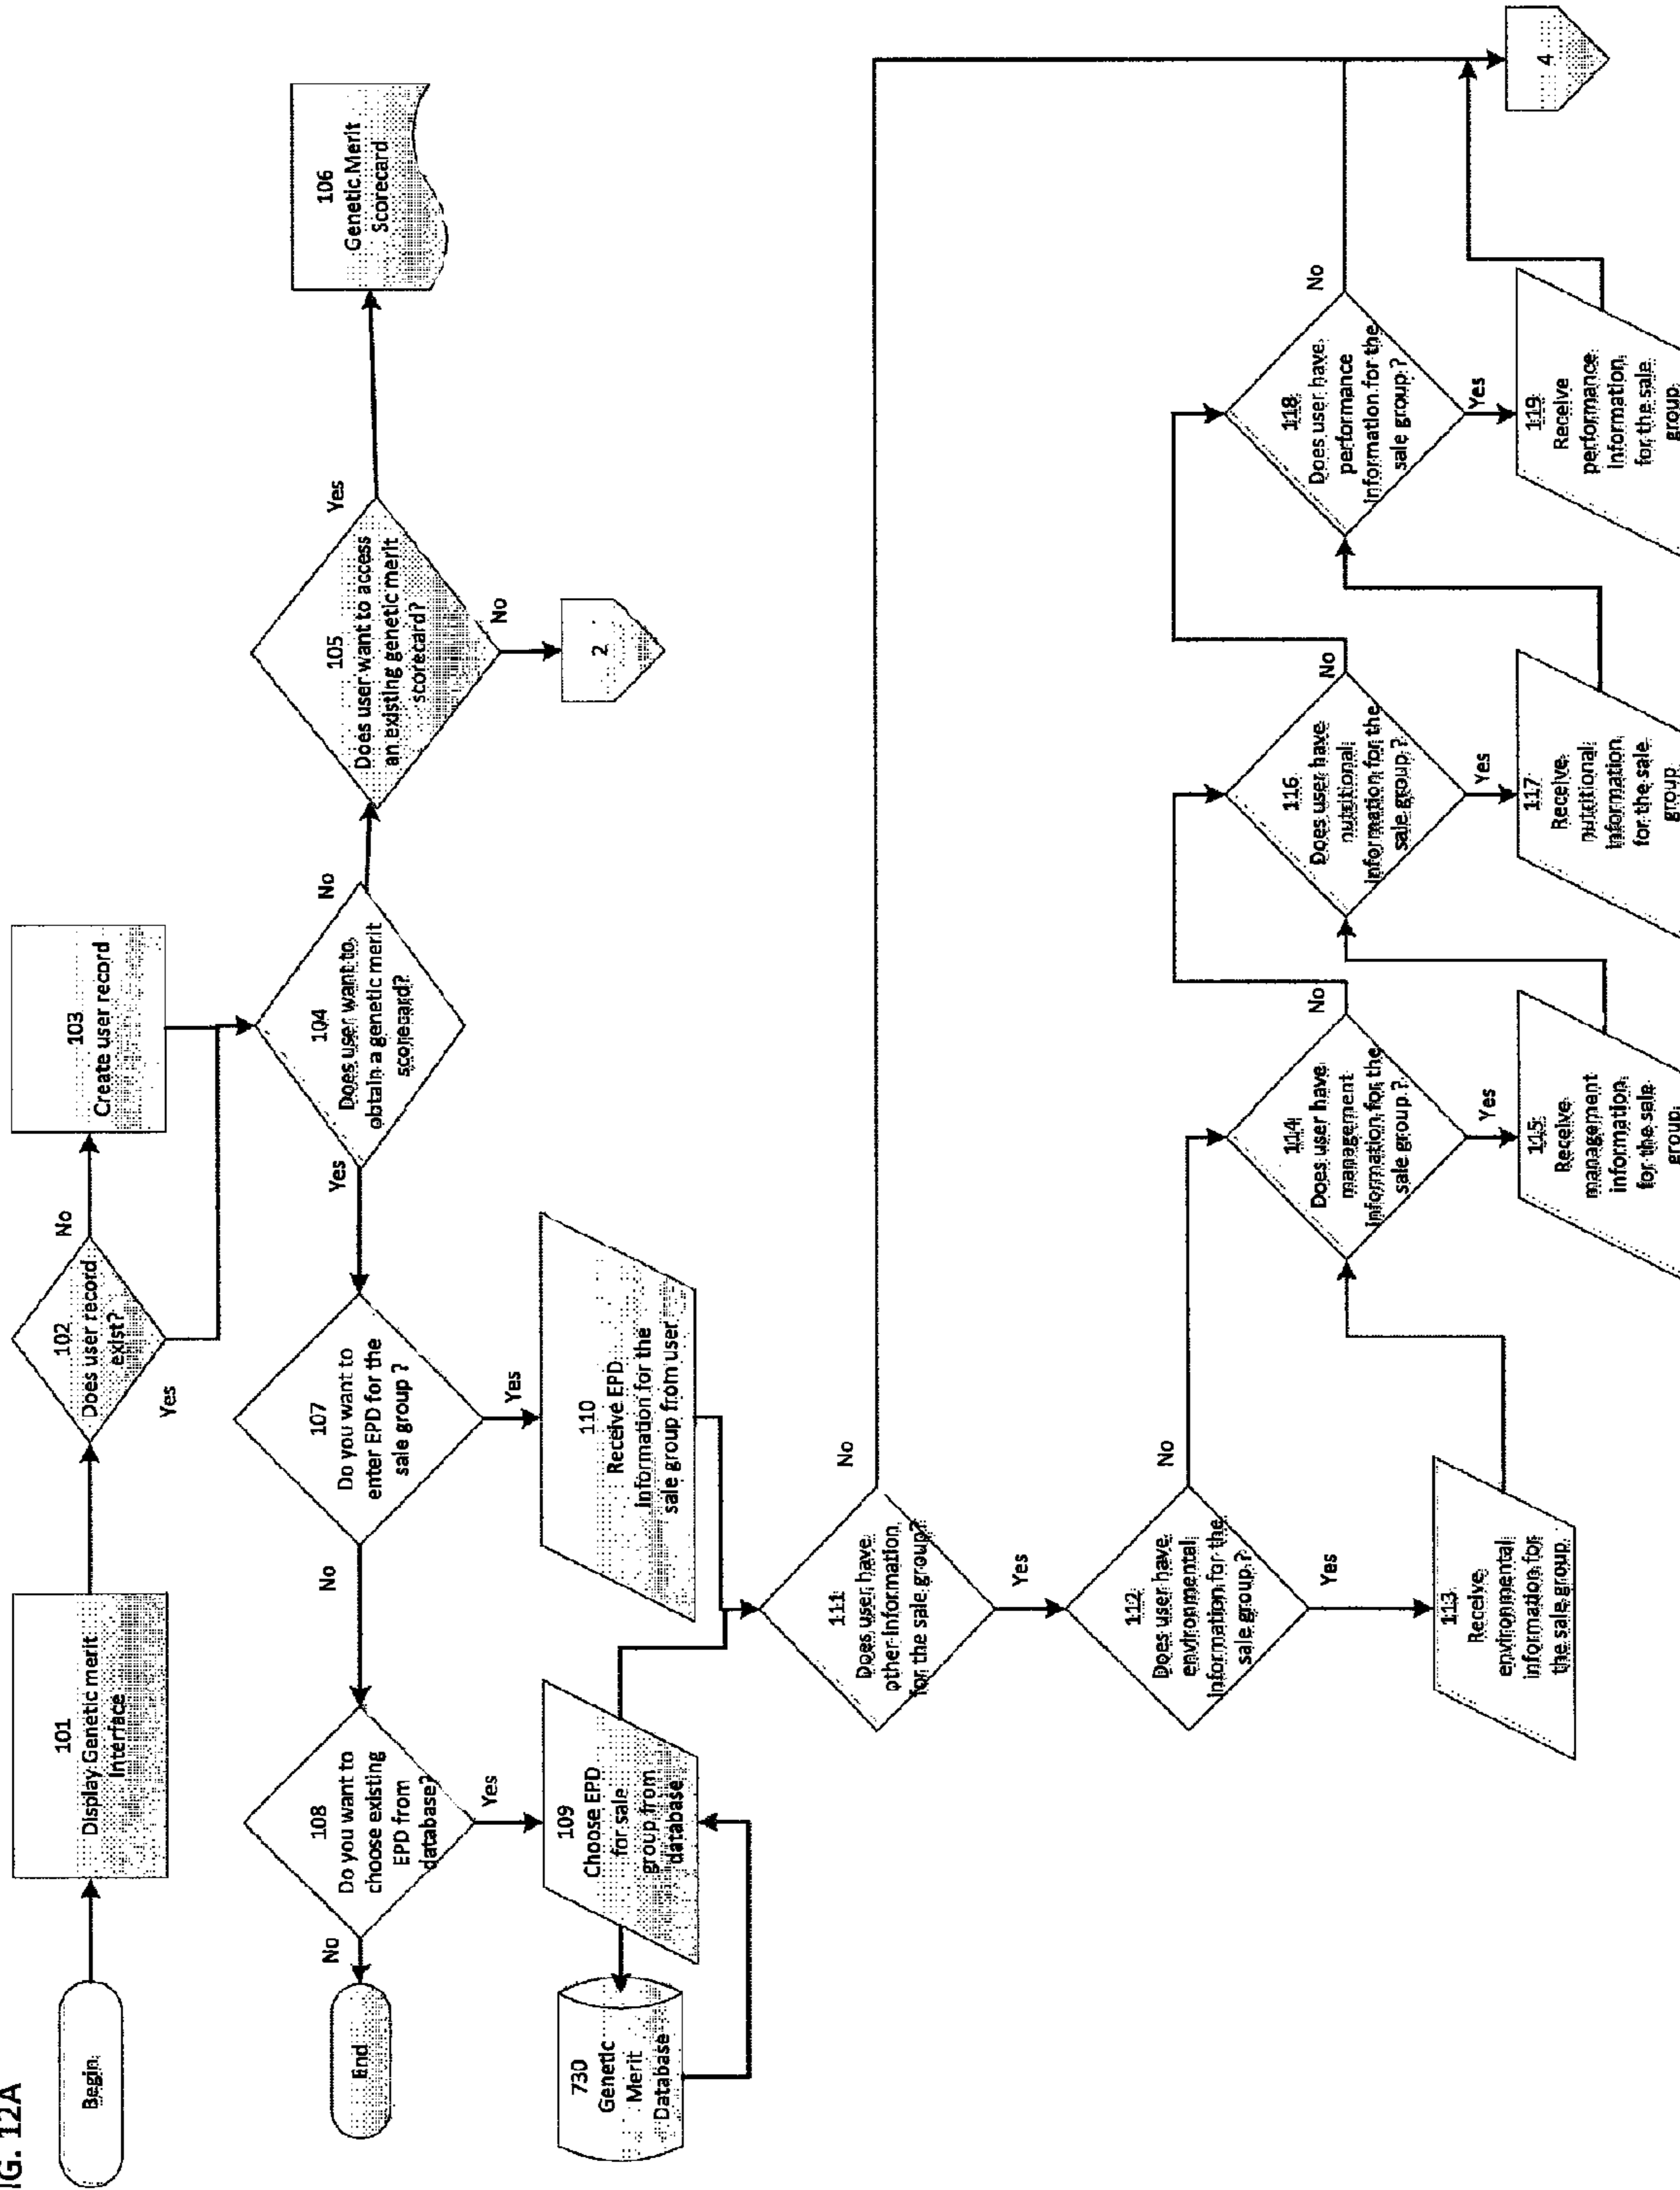 IG. 12A
Begin
101
Display Genetic merit
Interface
102
Does user record
exist?
No
Yes
103
Create user record
104
Does user want to
obtain a genetic merit
scorecard?
No
Yes
105
Does user want to access
an existing genetic merit
scorecard?
Yes
No
106
Genetic Merit
Scorecard
2
107
Do you want to
enter EPD for the
sale group ?
No
Yes
108
Do you want to
choose existing
EPD from
database?
No
Yes
End
109
Choose EPD
for sale
group from
database
730
Genetic
Merit
Database
110
Receive EPD
information for the
sale group from user
111
Does user have
other information
for the sale group?
No
Yes
112
Does user have
environmental
information for the
sale group ?
No
Yes
113
Receive
environmental
information for
the sale group
114
Does user have
management
information for the
sale group ?
No
Yes
115
Receive
management
information
for the sale
group
116
Does user have
nutritional
information for the
sale group ?
No
Yes
117
Receive
nutritional
information
for the sale
group
118
Does user have
performance
information for the
sale group ?
No
Yes
119
Receive
performance
information
for the sale
group
4